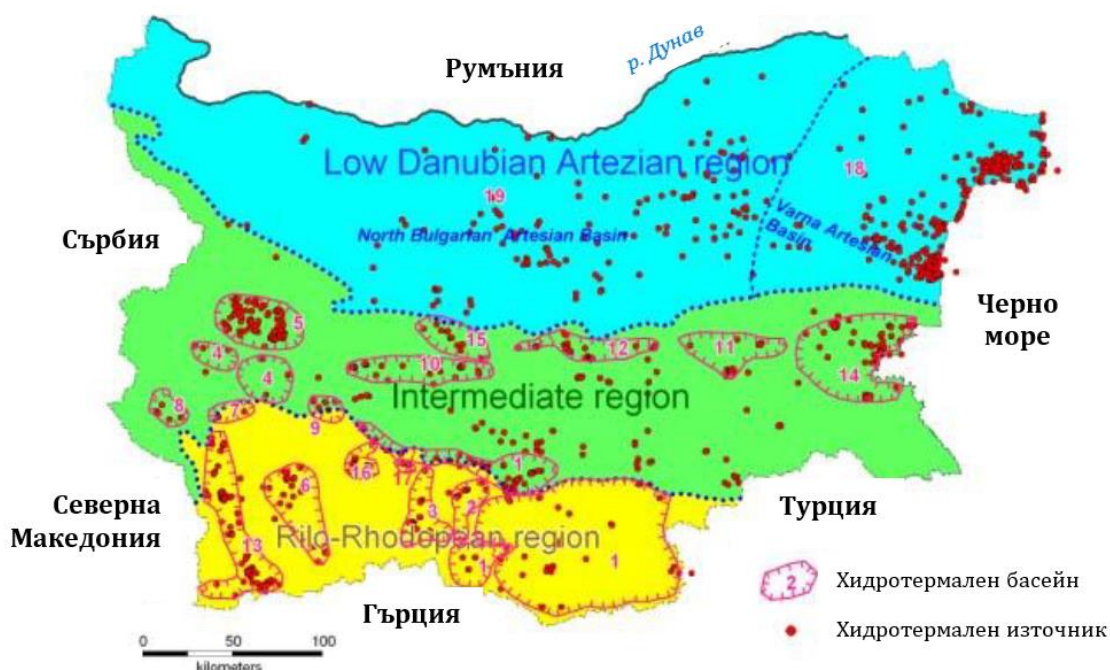 Румъния
р. Дунав
Low Danubian Artezian region
18
19
Varna Artesian
Basin
North Bulgarian Artesian Basin
Сърбия
Черно
море
5
15
4
10
12
11
14
4
Intermediate region
8
7
9
1
16
17
6
3
2
Северна
Македония
Турция
13
Rilo-Rhodopean region
1
1
Гърция
2
Хидротермален басейн
Хидротермален източник
0 50 100
kilometers